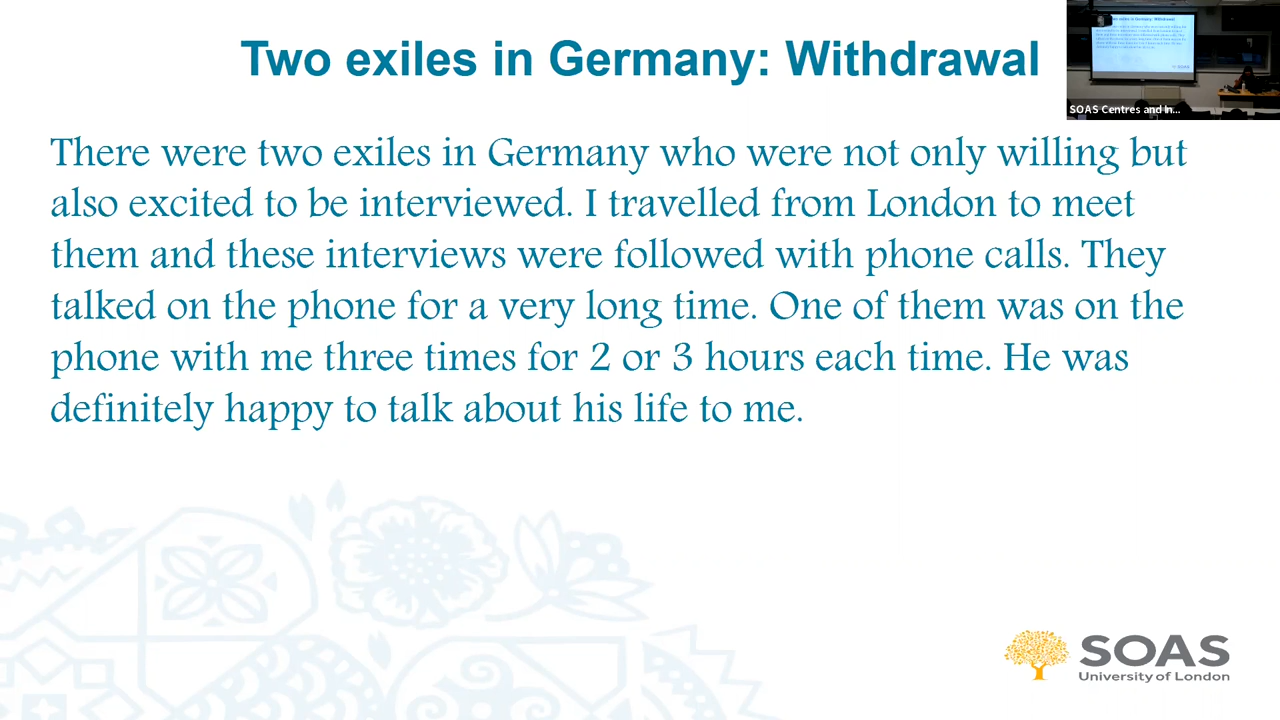 Two exiles in Germany: Withdrawal
SOAS Centres and In...
There were two exiles in Germany who were not only willing but
also excited to be interviewed. I travelled from London to meet
them and these interviews were followed with phone calls. They
talked on the phone for a very long time. One of them was on the
phone with me three times for 2 or 3 hours each time. He was
definitely happy to talk about his life to me.
SOAS
University of London